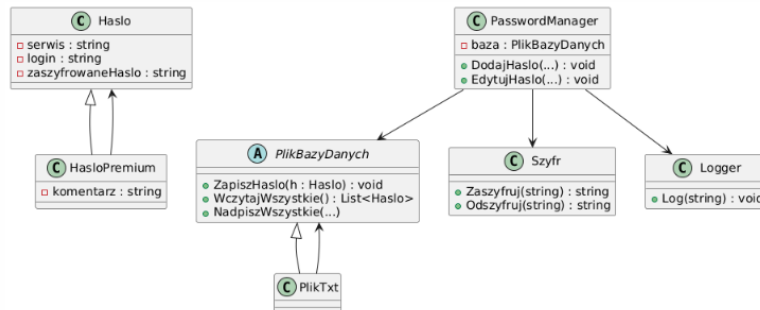 C Haslo
serwis : string
login : string
zaszyfrowaneHaslo : string
C PasswordManager
baza : PlikBazyDanych
DodajHaslo(...) : void
EdytujHaslo(...) : void
C HasloPremium
komentarz : string
A PlikBazyDanych
ZapiszHaslo(h : Haslo) : void
WczytajWszystkie() : List<Haslo>
NadpiszWszystkie(...)
C Szyfr
Zaszyfruj(string) : string
Odszyfruj(string) : string
C Logger
Log(string) : void
C PlikTxt